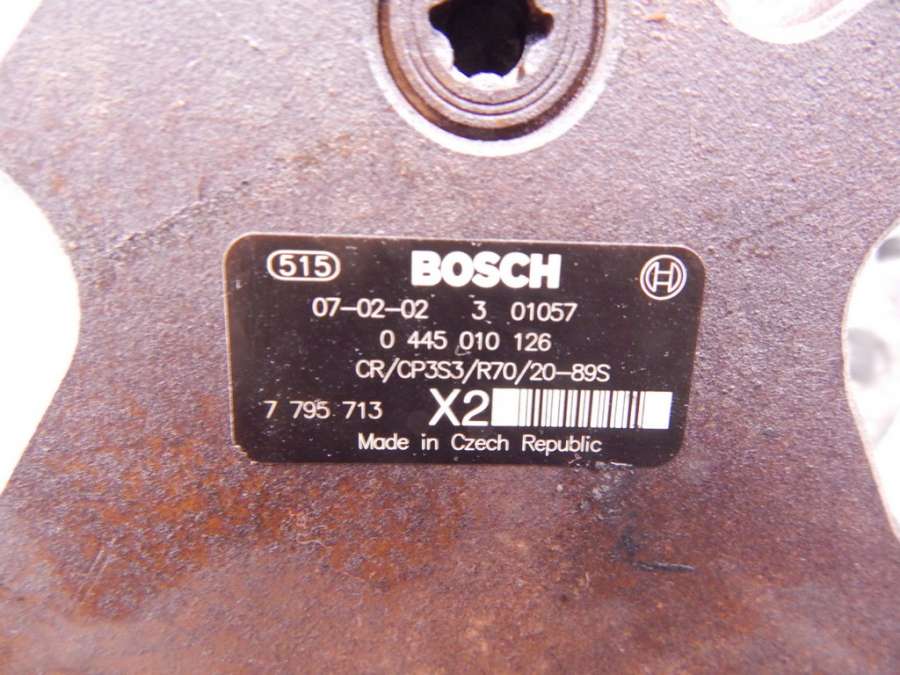 515 BOSCH H
07-02-02 3 01057
0 445 010 126
CR/CP3S3/R70/20-89S
7 795 713 X2
Made in Czech Republic